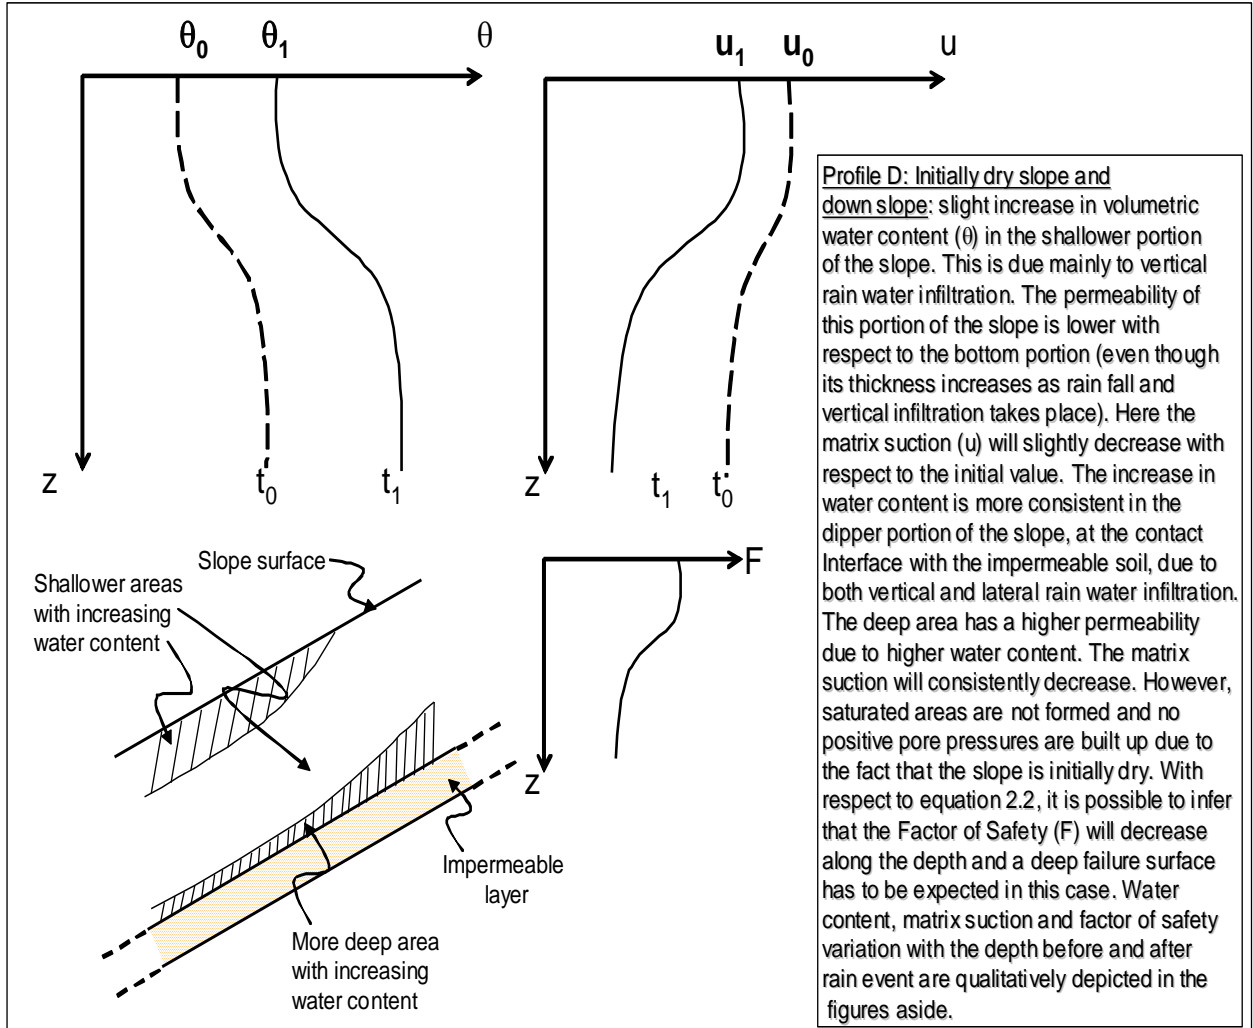 θ0 θ1 θ
z t0 t1
u1 u0 u
z t1 t0
F
z
Slope surface
Shallower areas
with increasing
water content
Impermeable
layer
More deep area
with increasing
water content
Profile D: Initially dry slope and
down slope: slight increase in volumetric
water content (θ) in the shallower portion
of the slope. This is due mainly to vertical
rain water infiltration. The permeability of
this portion of the slope is lower with
respect to the bottom portion (even though
its thickness increases as rain fall and
vertical infiltration takes place). Here the
matrix suction (u) will slightly decrease with
respect to the initial value. The increase in
water content is more consistent in the
dipper portion of the slope, at the contact
Interface with the impermeable soil, due to
both vertical and lateral rain water infiltration.
The deep area has a higher permeability
due to higher water content. The matrix
suction will consistently decrease. However,
saturated areas are not formed and no
positive pore pressures are built up due to
the fact that the slope is initially dry. With
respect to equation 2.2, it is possible to infer
that the Factor of Safety (F) will decrease
along the depth and a deep failure surface
has to be expected in this case. Water
content, matrix suction and factor of safety
variation with the depth before and after
rain event are qualitatively depicted in the
figures aside.